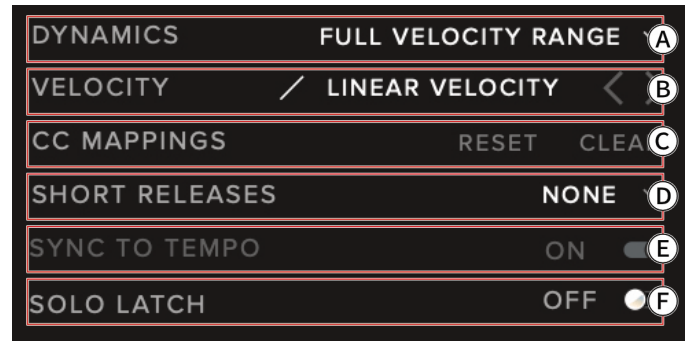 DYNAMICS FULL VELOCITY RANGE A
VELOCITY LINEAR VELOCITY B
CC MAPPINGS RESET C
SHORT RELEASES NONE D
SYNC TO TEMPO ON E
SOLO LATCH OFF F